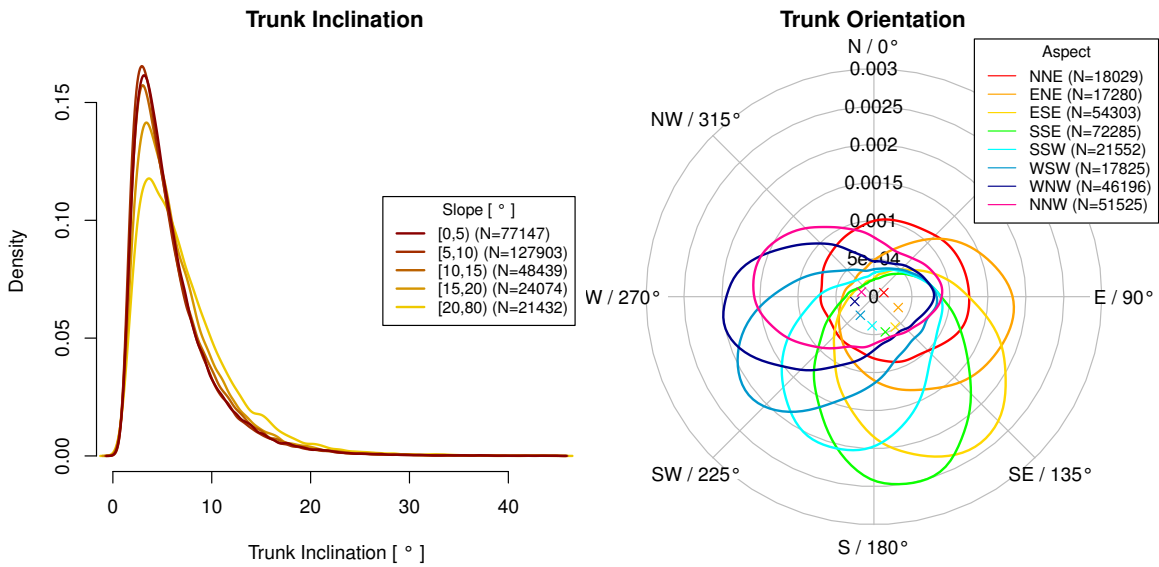 Trunk Inclination
Density
0.00
0.05
0.10
0.15
0
10
20
30
40
Trunk Inclination [ ° ]
Slope [ ° ]
[0,5) (N=77147)
[5,10) (N=127903)
[10,15) (N=48439)
[15,20) (N=24074)
[20,80) (N=21432)
Trunk Orientation
N / 0°
0.003
0.0025
0.002
0.0015
0.001
5e−04
0
NW / 315°
W / 270°
E / 90°
SW / 225°
SE / 135°
S / 180°
Aspect
NNE (N=18029)
ENE (N=17280)
ESE (N=54303)
SSE (N=72285)
SSW (N=21552)
WSW (N=17825)
WNW (N=46196)
NNW (N=51525)